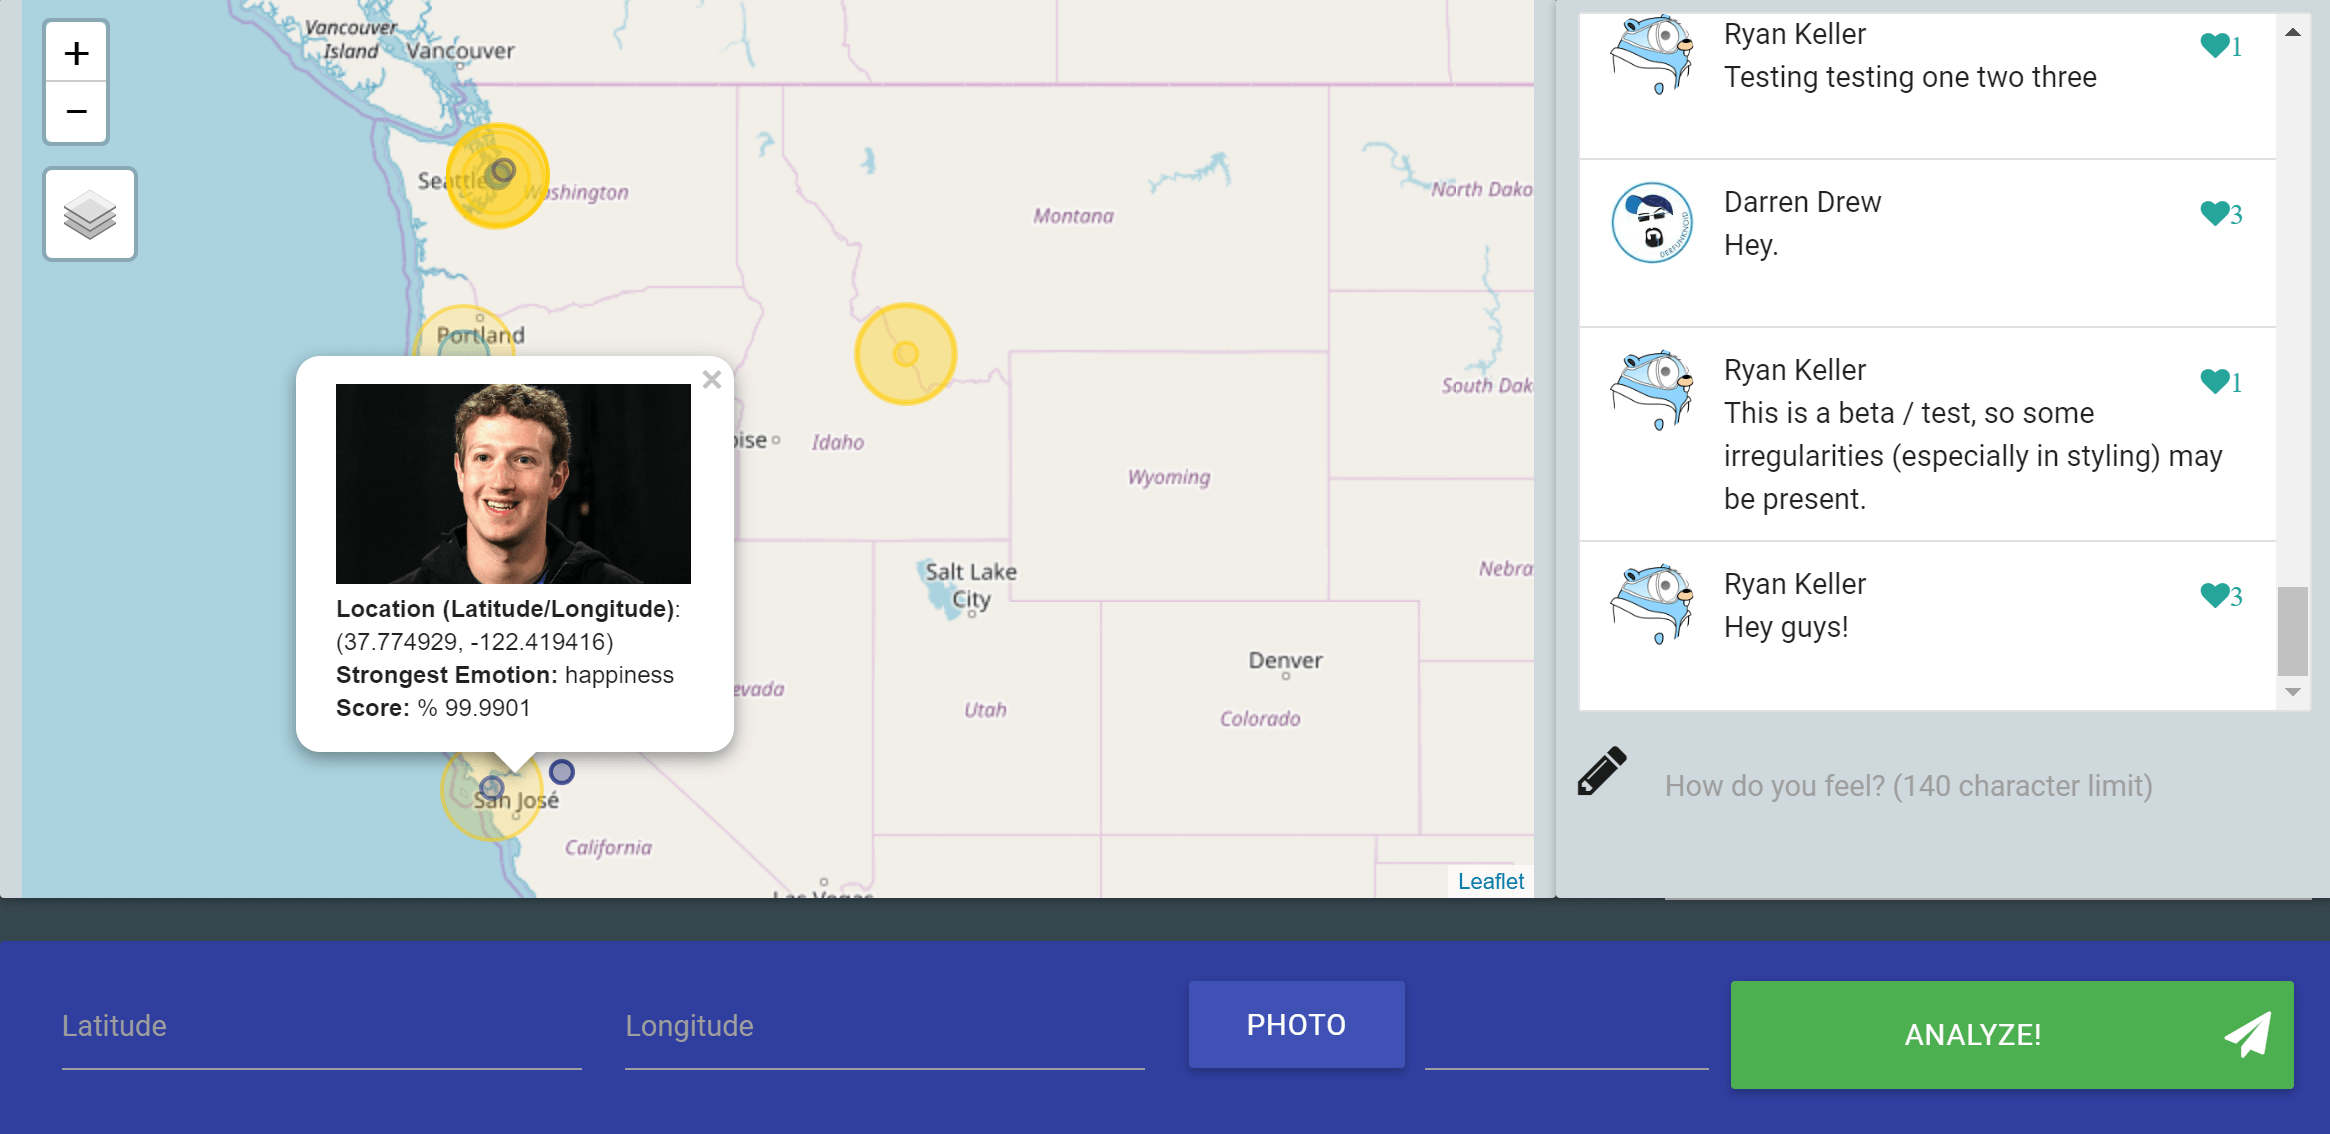 +
−
Vancouver
Island
Vancouver
Seattle
Washington
Montana
North Dako
Portland
South Dak
oise
Idaho
Wyoming
Nebra
Salt Lake
City
Denver
evada
Utah
Colorado
San José
California
Las Vegas
Leaflet
×
Location (Latitude/Longitude):
(37.774929, -122.419416)
Strongest Emotion: happiness
Score: % 99.9901
Ryan Keller
1
Testing testing one two three
Darren Drew
3
Hey.
DERFUNKNOID
Ryan Keller
1
This is a beta / test, so some
irregularities (especially in styling) may
be present.
Ryan Keller
3
Hey guys!
How do you feel? (140 character limit)
Latitude
Longitude
PHOTO
ANALYZE!